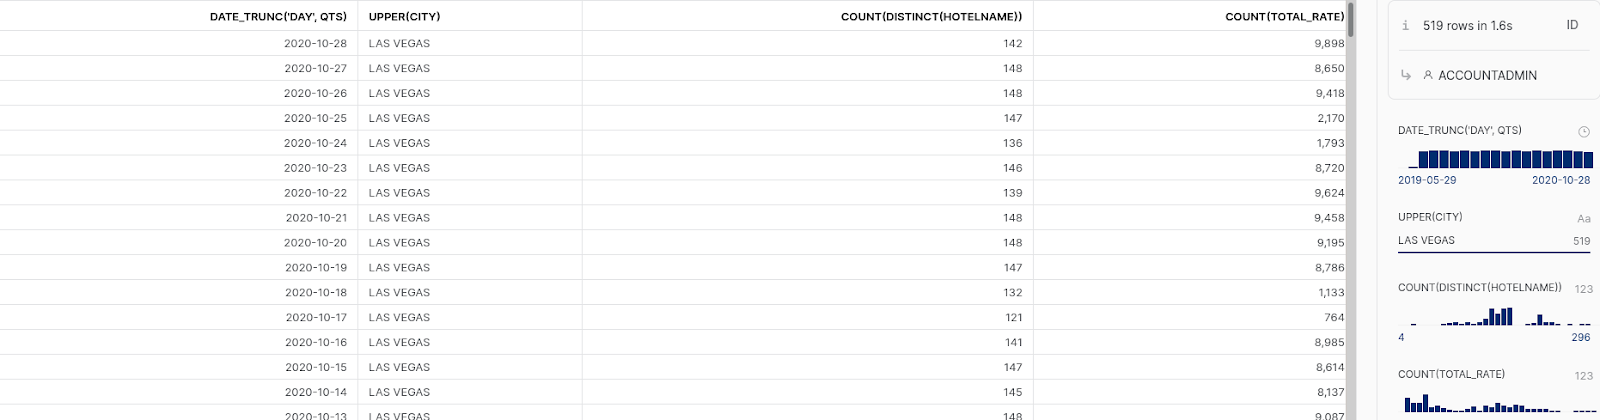 DATE_TRUNC('DAY', QTS) UPPER(CITY) COUNT(DISTINCT(HOTELNAME)) COUNT(TOTAL_RATE)
2020-10-28 LAS VEGAS 142 9,898
2020-10-27 LAS VEGAS 148 8,650
2020-10-26 LAS VEGAS 148 9,418
2020-10-25 LAS VEGAS 147 2,170
2020-10-24 LAS VEGAS 136 1,793
2020-10-23 LAS VEGAS 146 8,720
2020-10-22 LAS VEGAS 139 9,624
2020-10-21 LAS VEGAS 148 9,458
2020-10-20 LAS VEGAS 148 9,195
2020-10-19 LAS VEGAS 147 8,786
2020-10-18 LAS VEGAS 132 1,133
2020-10-17 LAS VEGAS 121 764
2020-10-16 LAS VEGAS 141 8,985
2020-10-15 LAS VEGAS 147 8,614
2020-10-14 LAS VEGAS 145 8,137
2020-10-13 LAS VEGAS 148 9,087
i 519 rows in 1.6s ID
ACCOUNTADMIN
DATE_TRUNC('DAY', QTS)
2019-05-29 2020-10-28
UPPER(CITY) Aa
LAS VEGAS 519
COUNT(DISTINCT(HOTELNAME)) 123
4 296
COUNT(TOTAL_RATE) 123